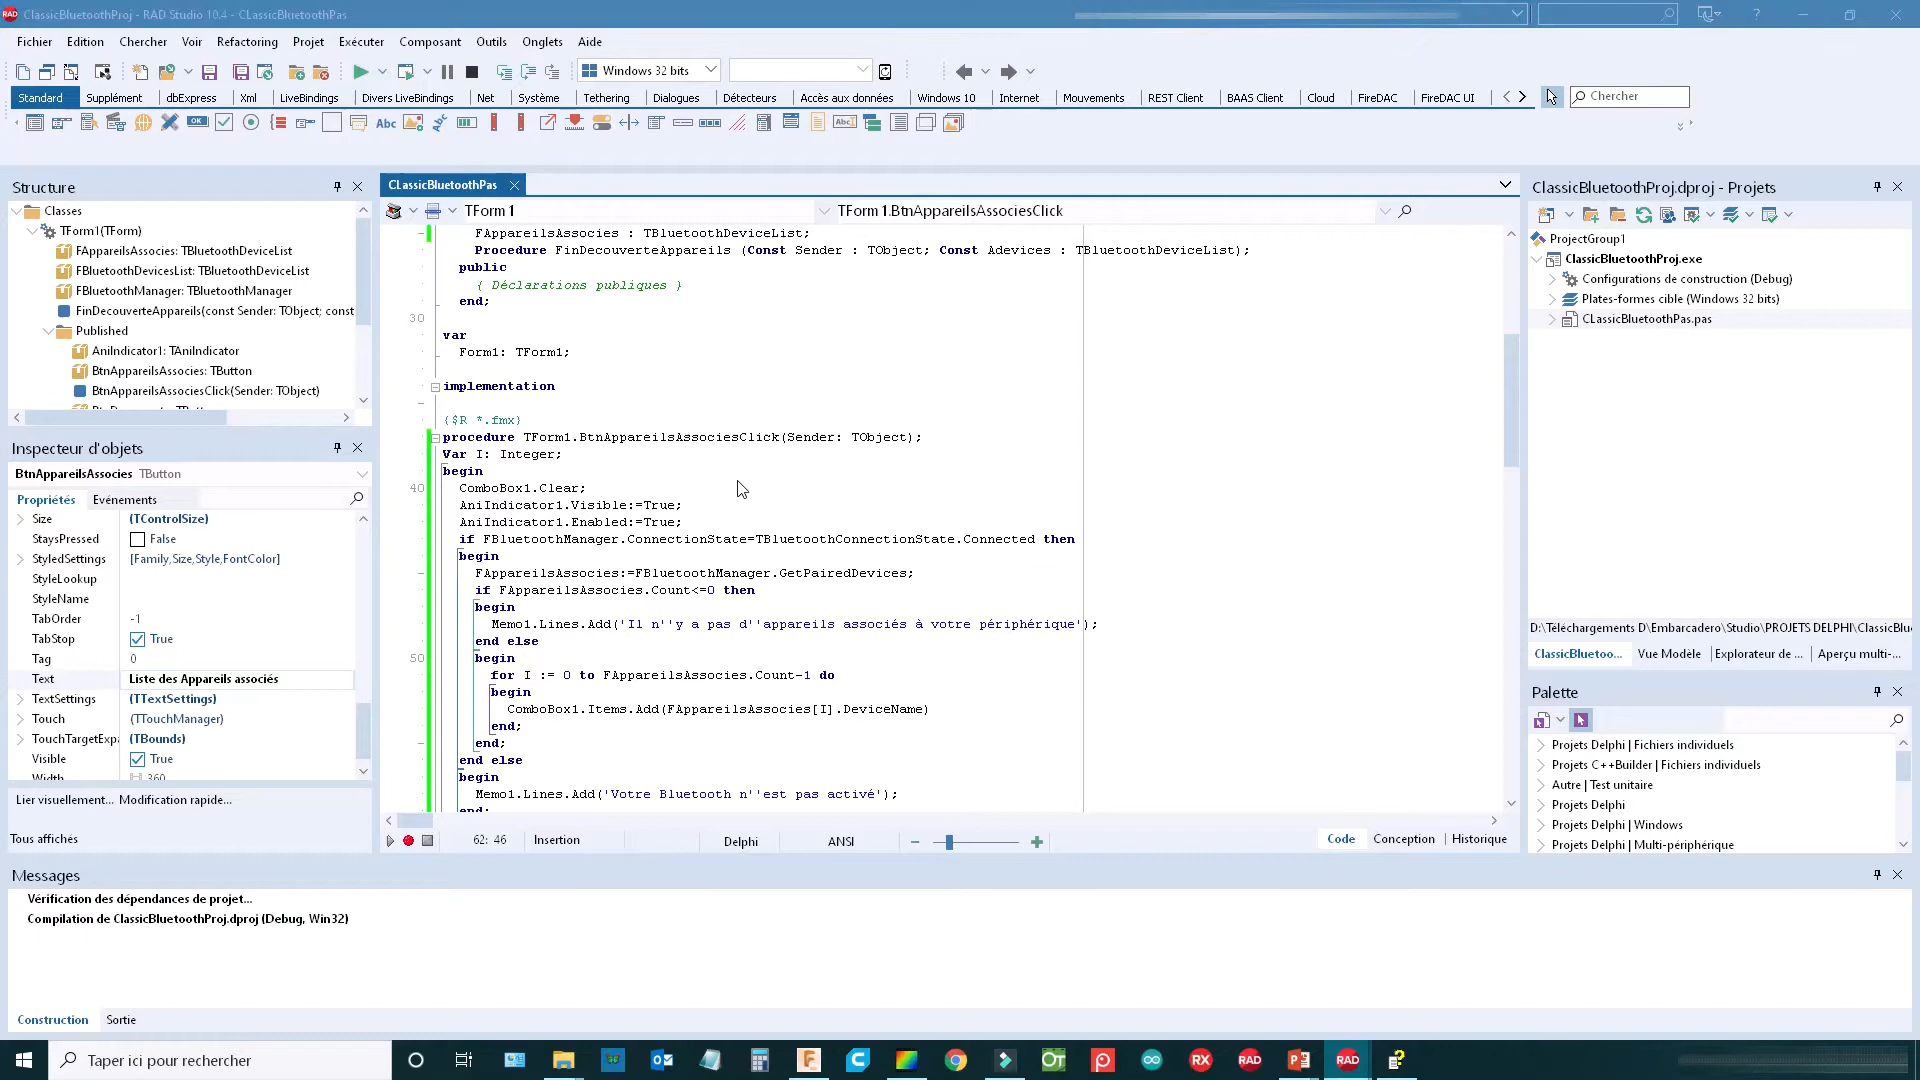 ClassicBluetoothProj - RAD Studio 10.4 - CLassicBluetoothPas
Fichier Edition Chercher Voir Refactoring Projet Exécuter Composant Outils Onglets Aide
Windows 32 bits
Standard Supplément dbExpress Xml LiveBindings Divers LiveBindings Net Système Tethering Dialogues Détecteurs Accès aux données Windows 10 Internet Mouvements REST Client BAAS Client Cloud FireDAC FireDAC UI Chercher
Structure
Classes
TForm1(TForm)
FAppareilsAssocies: TBluetoothDeviceList
FBluetoothDevicesList: TBluetoothDeviceList
FBluetoothManager: TBluetoothManager
FinDecouverteAppareils(const Sender: TObject; const
Published
AniIndicator1: TAniIndicator
BtnAppareilsAssocies: TButton
BtnAppareilsAssociesClick(Sender: TObject)
Inspecteur d'objets
BtnAppareilsAssocies TButton
Propriétés Evénements
Size (TControlSize)
StaysPressed False
StyledSettings [Family,Size,Style,FontColor]
StyleLookup
StyleName
TabOrder -1
TabStop True
Tag 0
Text Liste des Appareils associés
TextSettings (TTextSettings)
Touch (TTouchManager)
TouchTargetExpa (TBounds)
Visible True
Width 360
Lier visuellement... Modification rapide...
Tous affichés
CLassicBluetoothPas
TForm1 TForm1.BtnAppareilsAssociesClick
FAppareilsAssocies : TBluetoothDeviceList;
Procedure FinDecouverteAppareils (Const Sender : TObject; Const Adevices : TBluetoothDeviceList);
public
{ Déclarations publiques }
end;
30
var
Form1: TForm1;
implementation
{$R *.fmx}
procedure TForm1.BtnAppareilsAssociesClick(Sender: TObject);
Var I: Integer;
begin
40 ComboBox1.Clear;
AniIndicator1.Visible:=True;
AniIndicator1.Enabled:=True;
if FBluetoothManager.ConnectionState=TBluetoothConnectionState.Connected then
begin
FAppareilsAssocies:=FBluetoothManager.GetPairedDevices;
if FAppareilsAssocies.Count<=0 then
begin
Memo1.Lines.Add('Il n''y a pas d''appareils associés à votre périphérique');
end else
50 begin
for I := 0 to FAppareilsAssocies.Count-1 do
begin
ComboBox1.Items.Add(FAppareilsAssocies[I].DeviceName)
end;
end;
end else
begin
Memo1.Lines.Add('Votre Bluetooth n''est pas activé');
end;
62: 46 Insertion Delphi ANSI Code Conception Historique
ClassicBluetoothProj.dproj - Projets
ProjectGroup1
ClassicBluetoothProj.exe
Configurations de construction (Debug)
Plates-formes cible (Windows 32 bits)
CLassicBluetoothPas.pas
D:\Téléchargements D\Embarcadero\Studio\PROJETS DELPHI\ClassicBlu
ClassicBluetoo... Vue Modèle Explorateur de ... Aperçu multi-...
Palette
Projets Delphi | Fichiers individuels
Projets C++Builder | Fichiers individuels
Autre | Test unitaire
Projets Delphi
Projets Delphi | Windows
Projets Delphi | Multi-périphérique
Messages
Vérification des dépendances de projet...
Compilation de ClassicBluetoothProj.dproj (Debug, Win32)
Construction Sortie
Taper ici pour rechercher